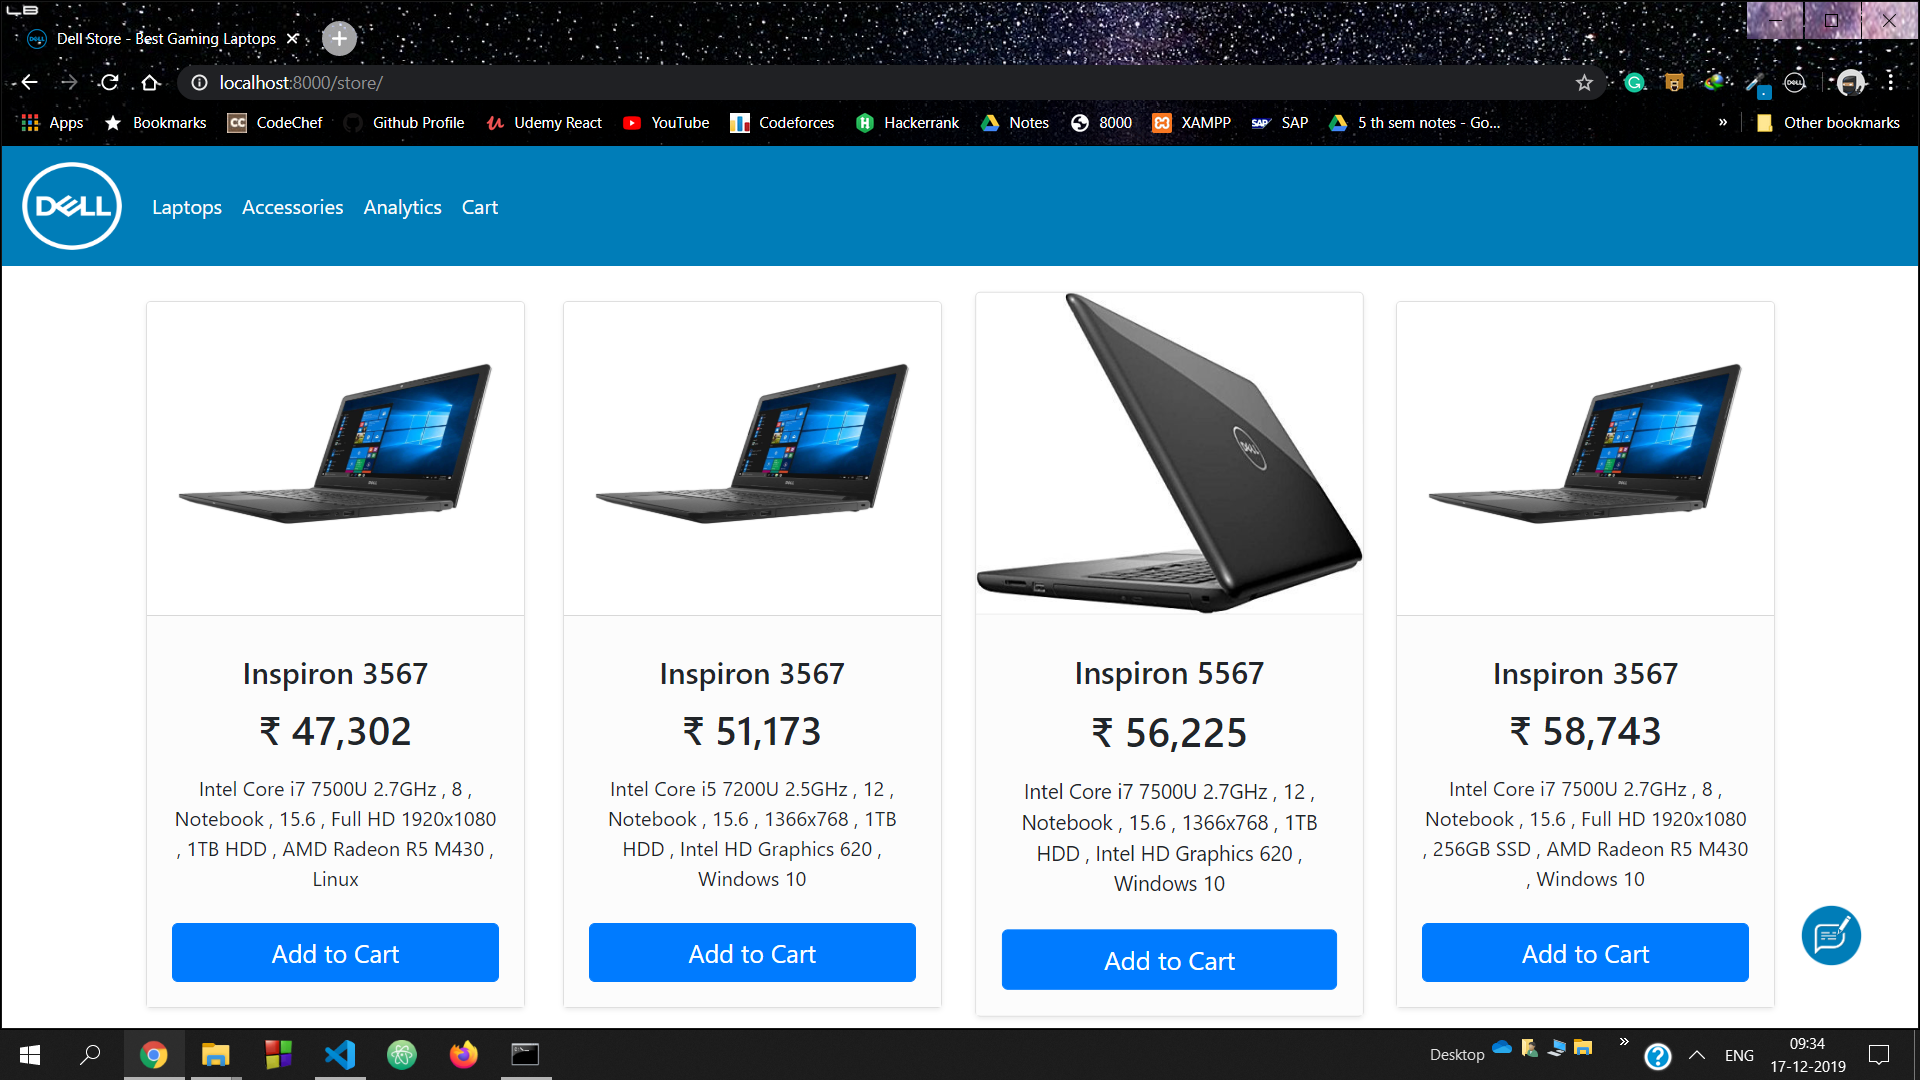 LB
Dell Store - Best Gaming Laptops
localhost:8000/store/
Apps Bookmarks CodeChef Github Profile Udemy React YouTube Codeforces Hackerrank Notes 8000 XAMPP SAP 5 th sem notes - Go... » Other bookmarks
DELL Laptops Accessories Analytics Cart
Inspiron 3567
₹ 47,302
Intel Core i7 7500U 2.7GHz , 8 ,
Notebook , 15.6 , Full HD 1920x1080
, 1TB HDD , AMD Radeon R5 M430 ,
Linux
Add to Cart
Inspiron 3567
₹ 51,173
Intel Core i5 7200U 2.5GHz , 12 ,
Notebook , 15.6 , 1366x768 , 1TB
HDD , Intel HD Graphics 620 ,
Windows 10
Add to Cart
DELL
Inspiron 5567
₹ 56,225
Intel Core i7 7500U 2.7GHz , 12 ,
Notebook , 15.6 , 1366x768 , 1TB
HDD , Intel HD Graphics 620 ,
Windows 10
Add to Cart
Inspiron 3567
₹ 58,743
Intel Core i7 7500U 2.7GHz , 8 ,
Notebook , 15.6 , Full HD 1920x1080
, 256GB SSD , AMD Radeon R5 M430
, Windows 10
Add to Cart
Desktop » ENG
09:34
17-12-2019